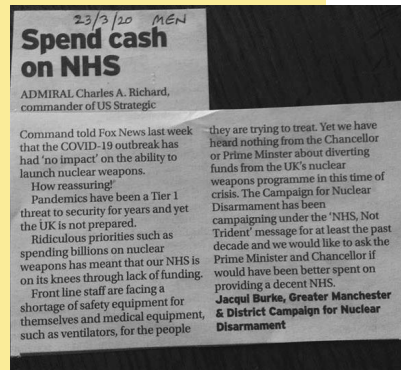 23/3/20 MEN
Spend cash
on NHS
ADMIRAL Charles A. Richard,
commander of US Strategic
Command told Fox News last week
that the COVID-19 outbreak has
had ‘no impact’ on the ability to
launch nuclear weapons.
How reassuring!
Pandemics have been a Tier 1
threat to security for years and yet
the UK is not prepared.
Ridiculous priorities such as
spending billions on nuclear
weapons has meant that our NHS is
on its knees through lack of funding.
Front line staff are facing a
shortage of safety equipment for
themselves and medical equipment,
such as ventilators, for the people
they are trying to treat. Yet we have
heard nothing from the Chancellor
or Prime Minster about diverting
funds from the UK's nuclear
weapons programme in this time of
crisis. The Campaign for Nuclear
Disarmament has been
campaigning under the ‘NHS, Not
Trident’ message for at least the past
decade and we would like to ask the
Prime Minister and Chancellor if
would have been better spent on
providing a decent NHS.
Jacqui Burke, Greater Manchester
& District Campaign for Nuclear
Disarmament